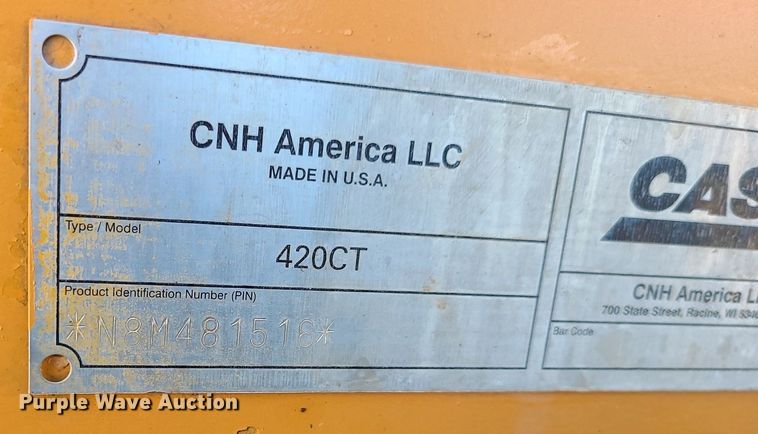 CNH America LLC
MADE IN U.S.A.
Type / Model
420CT
Product Identification Number (PIN)
*N8M481516*
CAS
CNH America L
700 State Street, Racine, WI 534
Bar Code
Purple Wave Auction